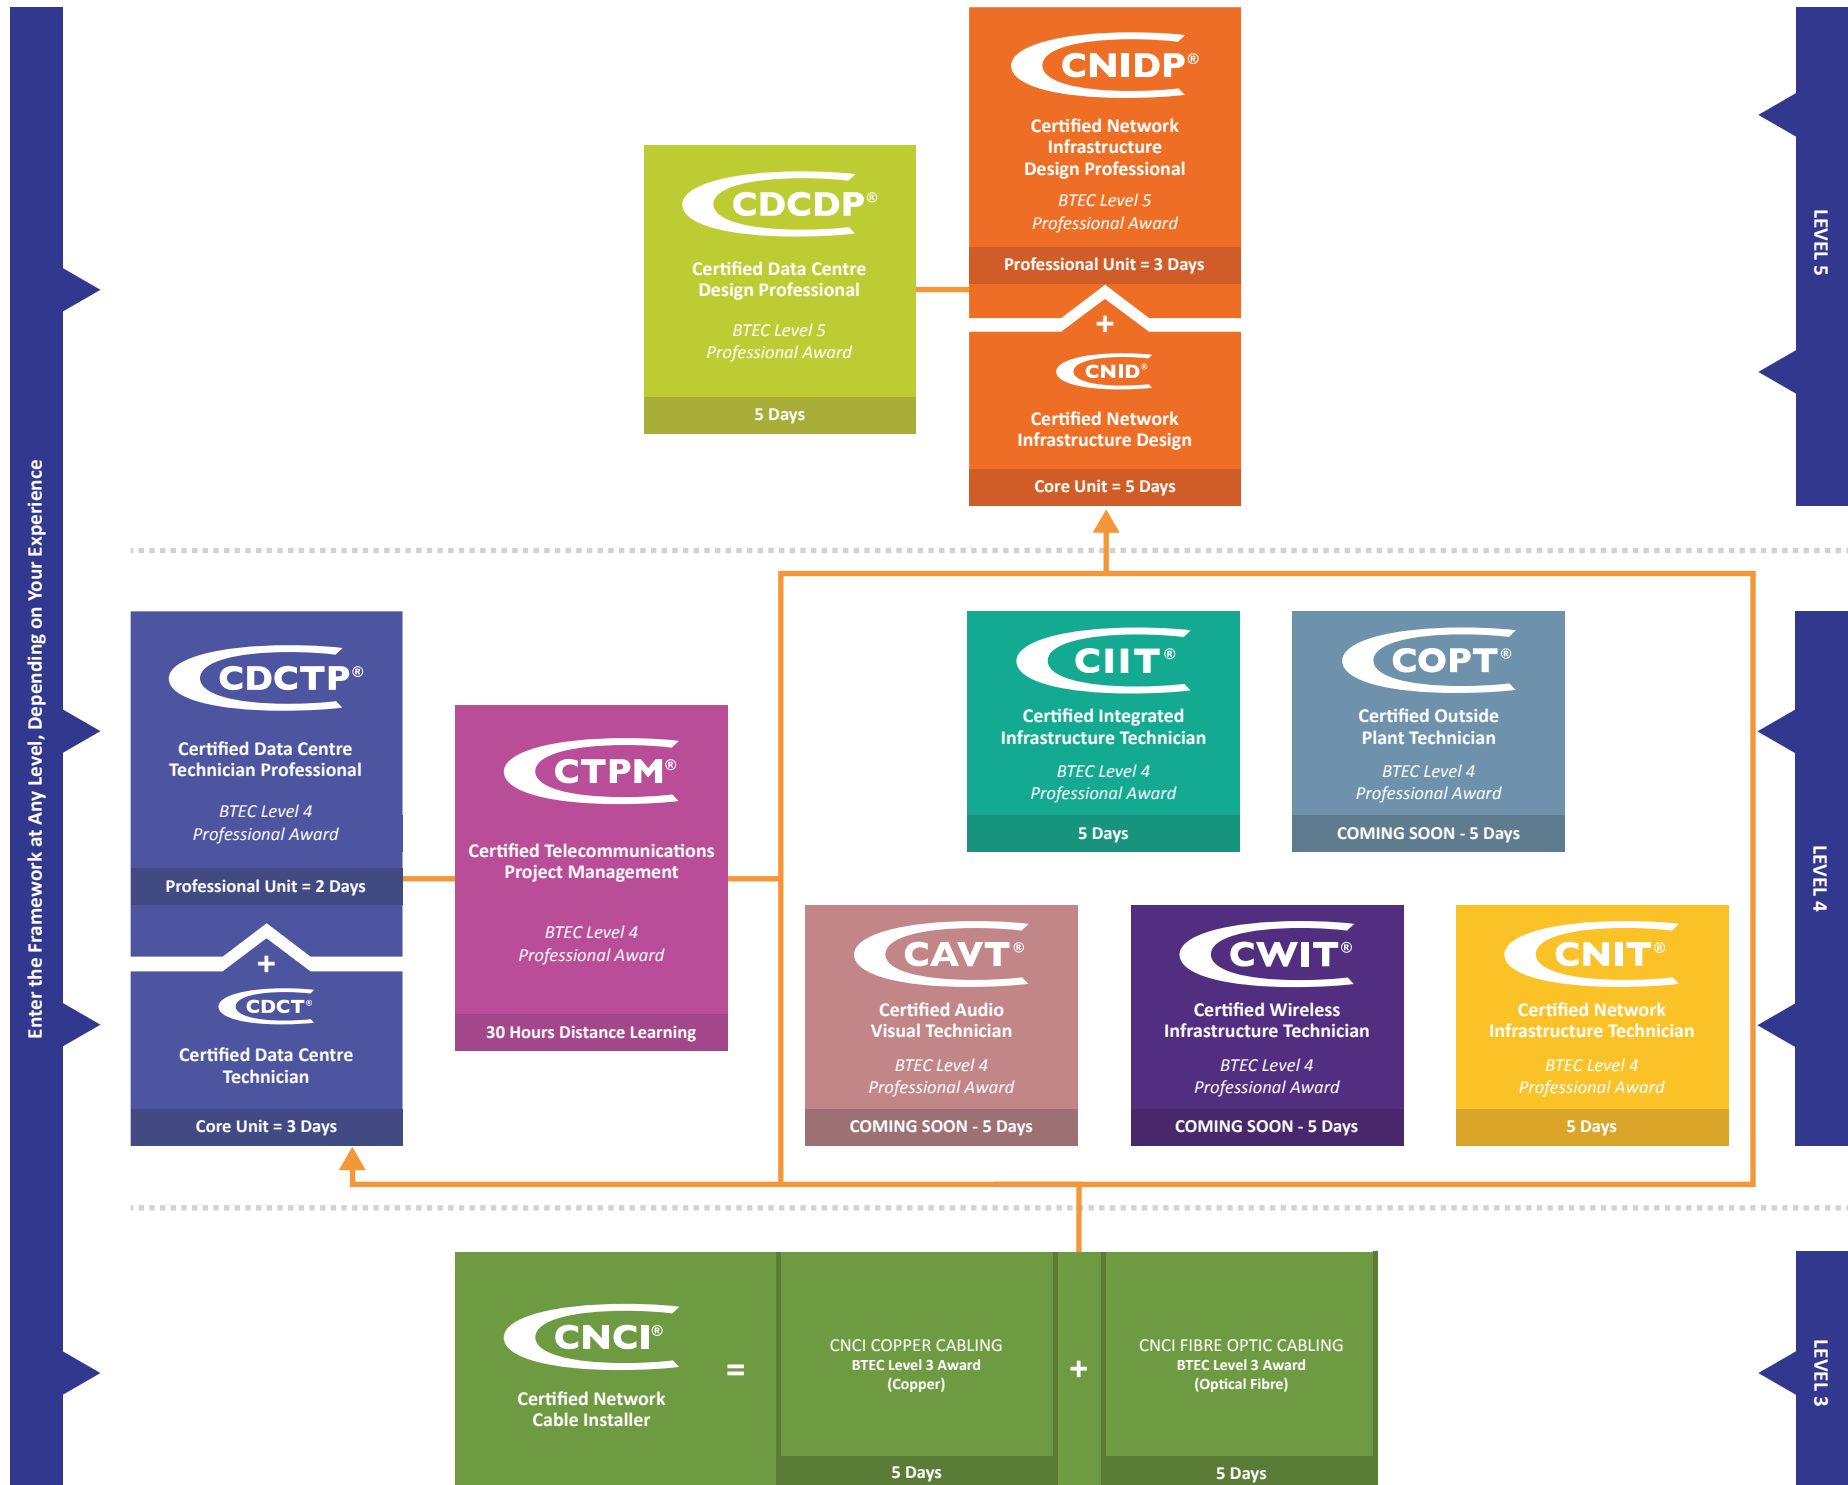 Enter the Framework at Any Level, Depending on Your Experience
CNIDP®
Certified Network
Infrastructure
Design Professional
BTEC Level 5
Professional Award
Professional Unit = 3 Days
+
CNID®
Certified Network
Infrastructure Design
Core Unit = 5 Days
CDCDP®
Certified Data Centre
Design Professional
BTEC Level 5
Professional Award
5 Days
LEVEL 5
CDCTP®
Certified Data Centre
Technician Professional
BTEC Level 4
Professional Award
Professional Unit = 2 Days
+
CDCT®
Certified Data Centre
Technician
Core Unit = 3 Days
CTPM®
Certified Telecommunications
Project Management
BTEC Level 4
Professional Award
30 Hours Distance Learning
CIIT®
Certified Integrated
Infrastructure Technician
BTEC Level 4
Professional Award
5 Days
COPT®
Certified Outside
Plant Technician
BTEC Level 4
Professional Award
COMING SOON - 5 Days
CAVT®
Certified Audio
Visual Technician
BTEC Level 4
Professional Award
COMING SOON - 5 Days
CWIT®
Certified Wireless
Infrastructure Technician
BTEC Level 4
Professional Award
COMING SOON - 5 Days
CNIT®
Certified Network
Infrastructure Technician
BTEC Level 4
Professional Award
5 Days
LEVEL 4
CNCI®
Certified Network
Cable Installer
=
CNCI COPPER CABLING
BTEC Level 3 Award
(Copper)
5 Days
+
CNCI FIBRE OPTIC CABLING
BTEC Level 3 Award
(Optical Fibre)
5 Days
LEVEL 3